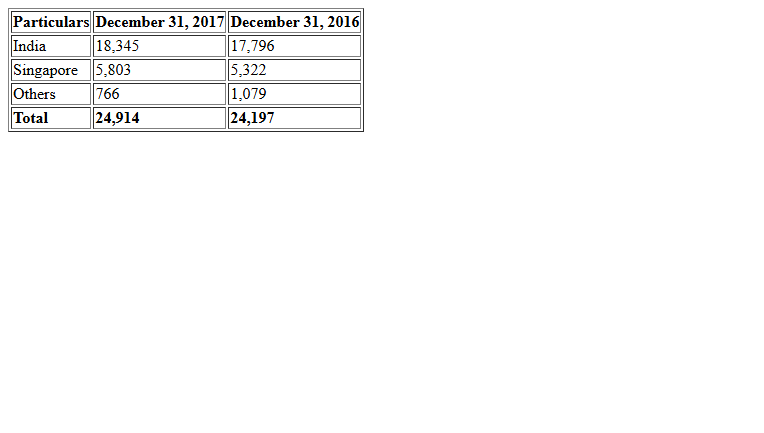 Particulars December 31, 2017 December 31, 2016
India 18,345 17,796
Singapore 5,803 5,322
Others 766 1,079
Total 24,914 24,197